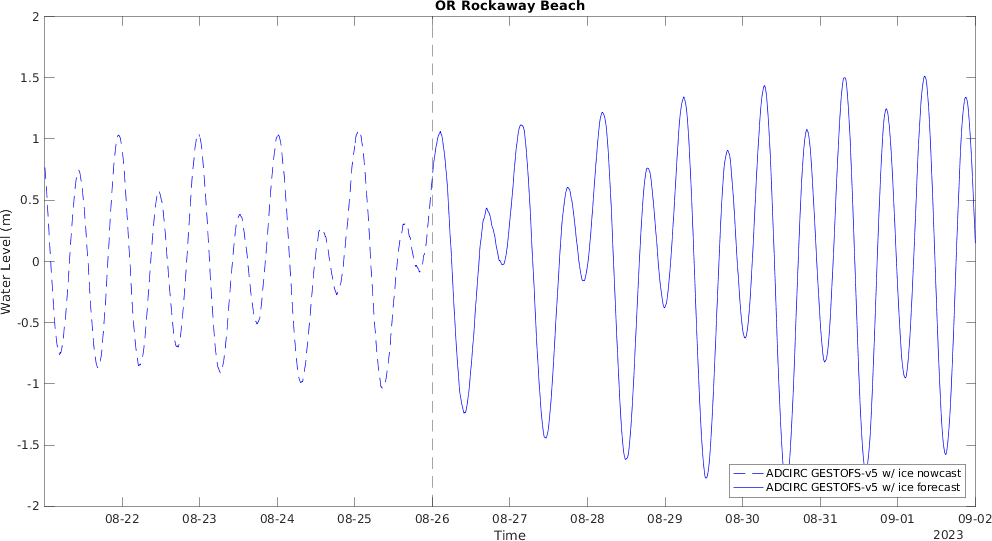 OR Rockaway Beach
2
1.5
1
0.5
0
-0.5
-1
-1.5
-2
Water Level (m)
ADCIRC GESTOFS-v5 w/ ice nowcast
ADCIRC GESTOFS-v5 w/ ice forecast
08-22 08-23 08-24 08-25 08-26 08-27 08-28 08-29 08-30 08-31 09-01 09-02
Time
2023